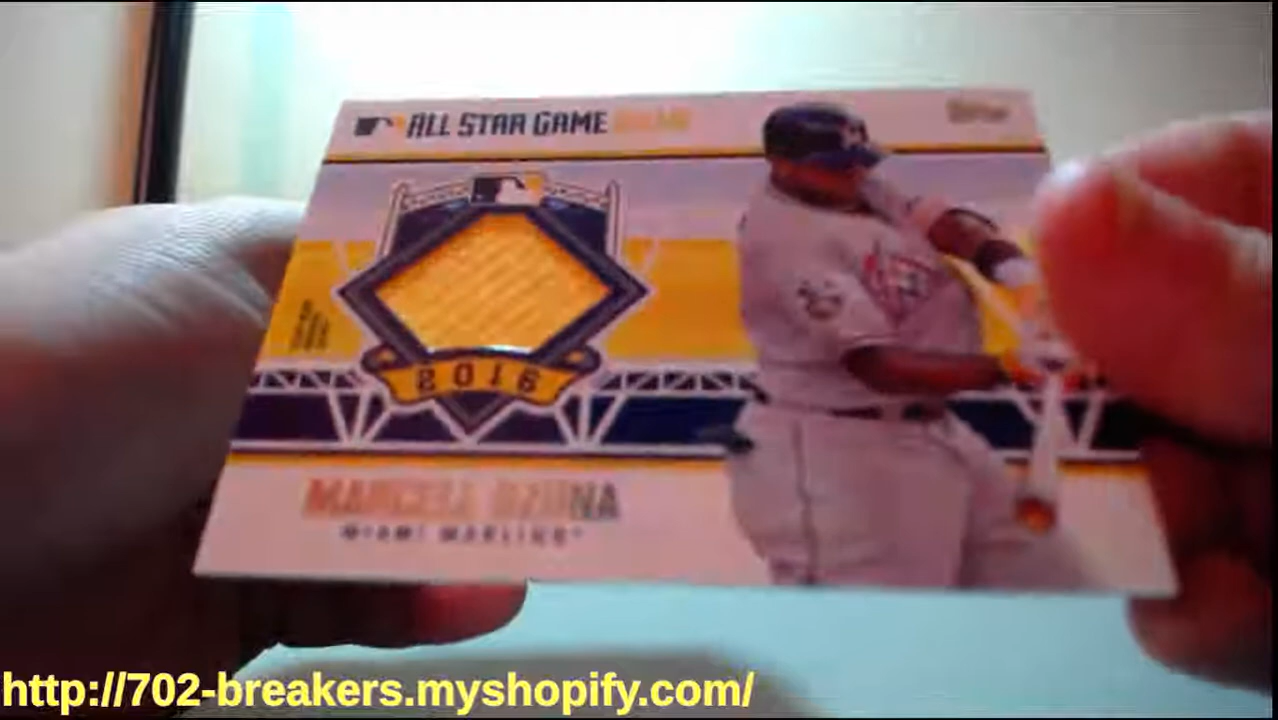 ALL STAR GAME
2016
MARCELL OZUNA
MIAMI MARLINS
http://702-breakers.myshopify.com/